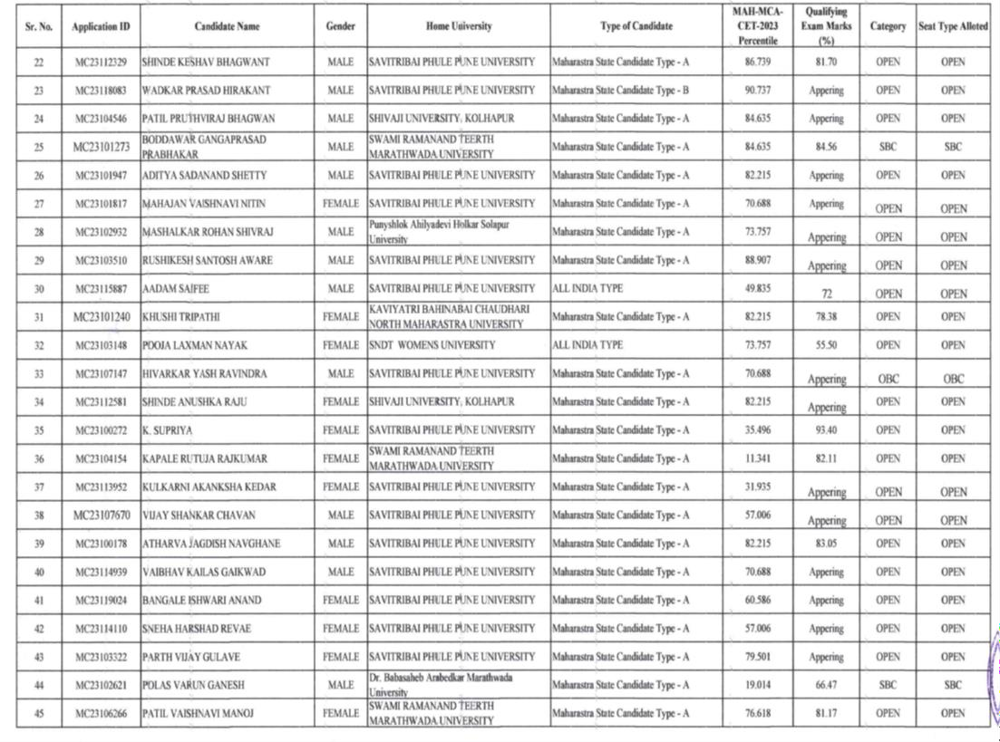 Sr. No. Application ID Candidate Name Gender Home University Type of Candidate MAH-MCA-CET-2023 Percentile Qualifying Exam Marks (%) Category Seat Type Alloted
22 MC23112329 SHINDE KESHAV BHAGWANT MALE SAVITRIBAI PHULE PUNE UNIVERSITY Maharastra State Candidate Type - A 86.739 81.70 OPEN OPEN
23 MC23118083 WADKAR PRASAD HIRAKANT MALE SAVITRIBAI PHULE PUNE UNIVERSITY Maharastra State Candidate Type - B 90.737 Appering OPEN OPEN
24 MC23104546 PATIL PRUTHVIRAJ BHAGWAN MALE SHIVAJI UNIVERSITY, KOLHAPUR Maharastra State Candidate Type - A 84.635 Appering OPEN OPEN
25 MC23101273 BODDAWAR GANGAPRASAD PRABHAKAR MALE SWAMI RAMANAND TEERTH MARATHWADA UNIVERSITY Maharastra State Candidate Type - A 84.635 84.56 SBC SBC
26 MC23101947 ADITYA SADANAND SHETTY MALE SAVITRIBAI PHULE PUNE UNIVERSITY Maharastra State Candidate Type - A 82.215 Appering OPEN OPEN
27 MC23101817 MAHAJAN VAISHNAVI NITIN FEMALE SAVITRIBAI PHULE PUNE UNIVERSITY Maharastra State Candidate Type - A 70.688 Appering OPEN OPEN
28 MC23102932 MASHALKAR ROHAN SHIVRAJ MALE Punyshlok Ahilyadevi Holkar Solapur University Maharastra State Candidate Type - A 73.757 Appering OPEN OPEN
29 MC23103510 RUSHIKESH SANTOSH AWARE MALE SAVITRIBAI PHULE PUNE UNIVERSITY Maharastra State Candidate Type - A 88.907 Appering OPEN OPEN
30 MC23115887 AADAM SAIFEE MALE SAVITRIBAI PHULE PUNE UNIVERSITY ALL INDIA TYPE 49.835 72 OPEN OPEN
31 MC23101240 KHUSHI TRIPATHI FEMALE KAVIYATRI BAHINABAI CHAUDHARI NORTH MAHARASTRA UNIVERSITY Maharastra State Candidate Type - A 82.215 78.38 OPEN OPEN
32 MC23103148 POOJA LAXMAN NAYAK FEMALE SNDT WOMENS UNIVERSITY ALL INDIA TYPE 73.757 55.50 OPEN OPEN
33 MC23107147 HIVARKAR YASH RAVINDRA MALE SAVITRIBAI PHULE PUNE UNIVERSITY Maharastra State Candidate Type - A 70.688 Appering OBC OBC
34 MC23112581 SHINDE ANUSHKA RAJU FEMALE SHIVAJI UNIVERSITY, KOLHAPUR Maharastra State Candidate Type - A 82.215 Appering OPEN OPEN
35 MC23100272 K. SUPRIYA FEMALE SAVITRIBAI PHULE PUNE UNIVERSITY Maharastra State Candidate Type - A 35.496 93.40 OPEN OPEN
36 MC23104154 KAPALE RUTUJA RAJKUMAR FEMALE SWAMI RAMANAND TEERTH MARATHWADA UNIVERSITY Maharastra State Candidate Type - A 11.341 82.11 OPEN OPEN
37 MC23113952 KULKARNI AKANKSHA KEDAR FEMALE SAVITRIBAI PHULE PUNE UNIVERSITY Maharastra State Candidate Type - A 31.935 Appering OPEN OPEN
38 MC23107670 VIJAY SHANKAR CHAVAN MALE SAVITRIBAI PHULE PUNE UNIVERSITY Maharastra State Candidate Type - A 57.006 Appering OPEN OPEN
39 MC23100178 ATHARVA JAGDISH NAVGHANE MALE SAVITRIBAI PHULE PUNE UNIVERSITY Maharastra State Candidate Type - A 82.215 83.05 OPEN OPEN
40 MC23114939 VAIBHAV KAILAS GAIKWAD MALE SAVITRIBAI PHULE PUNE UNIVERSITY Maharastra State Candidate Type - A 70.688 Appering OPEN OPEN
41 MC23119024 BANGALE ISHWARI ANAND FEMALE SAVITRIBAI PHULE PUNE UNIVERSITY Maharastra State Candidate Type - A 60.586 Appering OPEN OPEN
42 MC23114110 SNEHA HARSHAD REVAE FEMALE SAVITRIBAI PHULE PUNE UNIVERSITY Maharastra State Candidate Type - A 57.006 Appering OPEN OPEN
43 MC23103322 PARTH VIJAY GULAVE FEMALE SAVITRIBAI PHULE PUNE UNIVERSITY Maharastra State Candidate Type - A 79.501 Appering OPEN OPEN
44 MC23102621 POLAS VARUN GANESH MALE Dr. Babasaheb Arabedkar Marathwada University Maharastra State Candidate Type - A 19.014 66.47 SBC SBC
45 MC23106266 PATIL VAISHNAVI MANOJ FEMALE SWAMI RAMANAND TEERTH MARATHWADA UNIVERSITY Maharastra State Candidate Type - A 76.618 81.17 OPEN OPEN